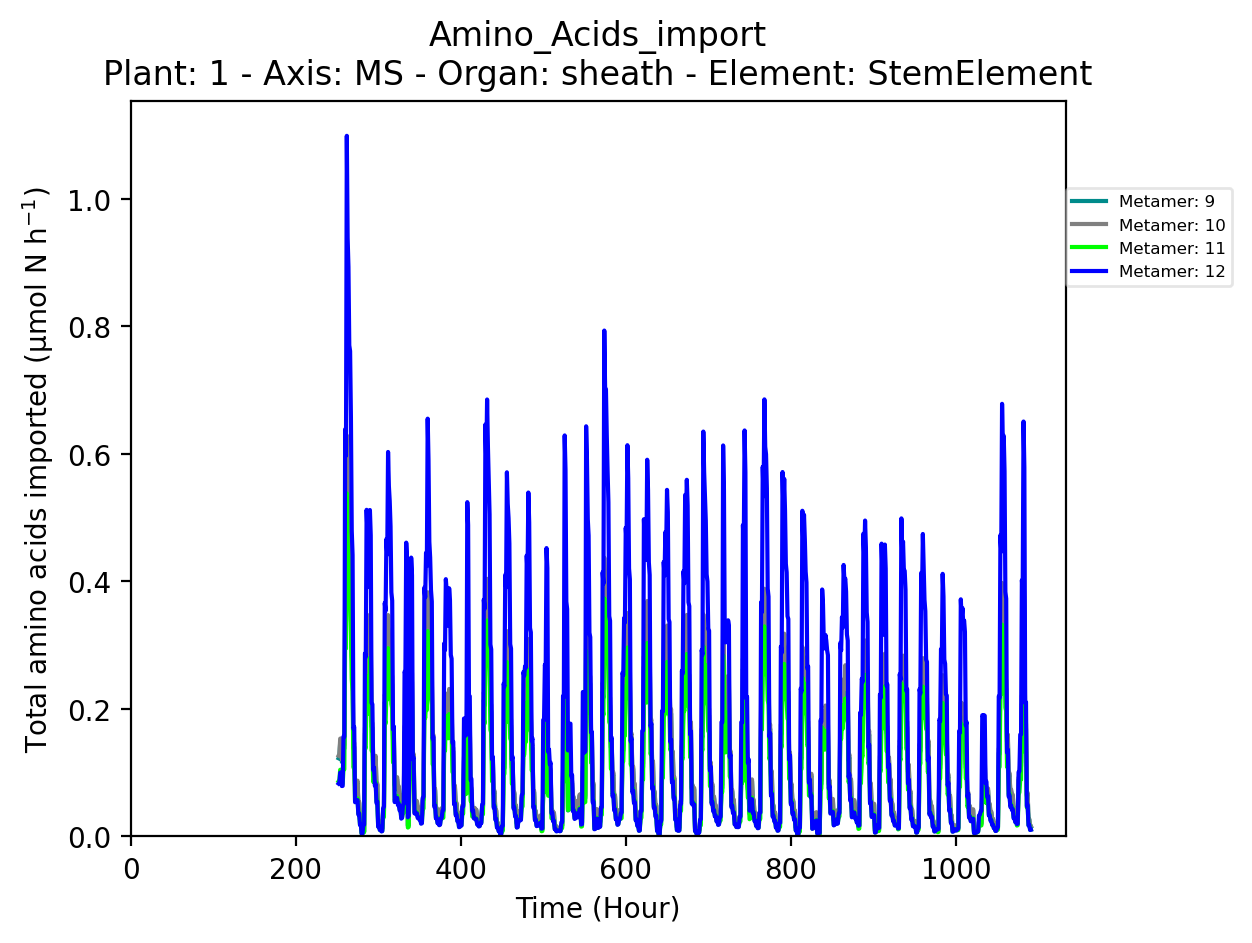 Amino_Acids_import
Plant: 1 - Axis: MS - Organ: sheath - Element: StemElement
Total amino acids imported (µmol N h⁻¹)
1.0
0.8
0.6
0.4
0.2
0.0
0 200 400 600 800 1000
Time (Hour)
Metamer: 9
Metamer: 10
Metamer: 11
Metamer: 12